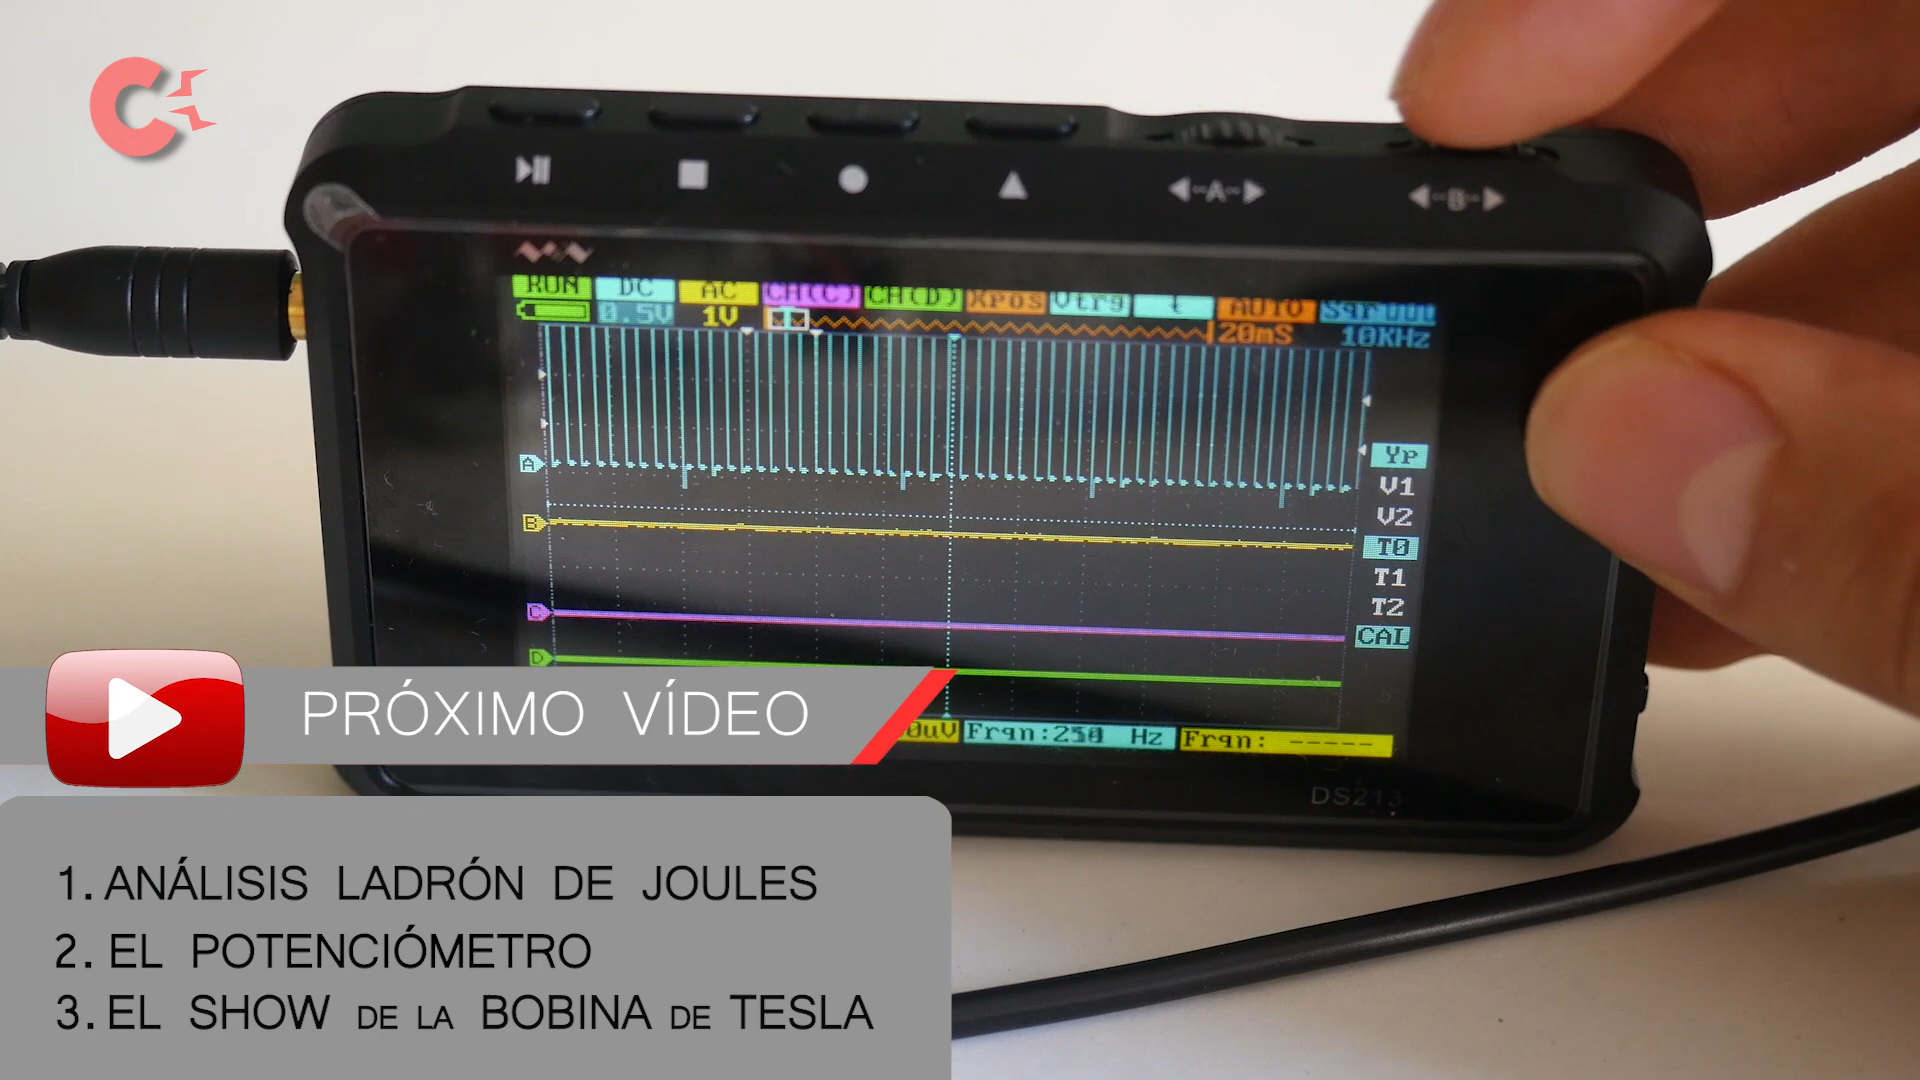 ◄--A--►
◄--B--►
RUN DC AC CH(C) CH(D) Xpos Vtrg AUTO
0.5V 1V 20mS 10KHz
A
Yp
V1
V2
B
T0
T1
T2
CAL
D
PRÓXIMO VÍDEO
0uV Frqn: Hz Frqn: -----
DS213
1. ANÁLISIS LADRÓN DE JOULES
2. EL POTENCIÓMETRO
3. EL SHOW DE LA BOBINA DE TESLA